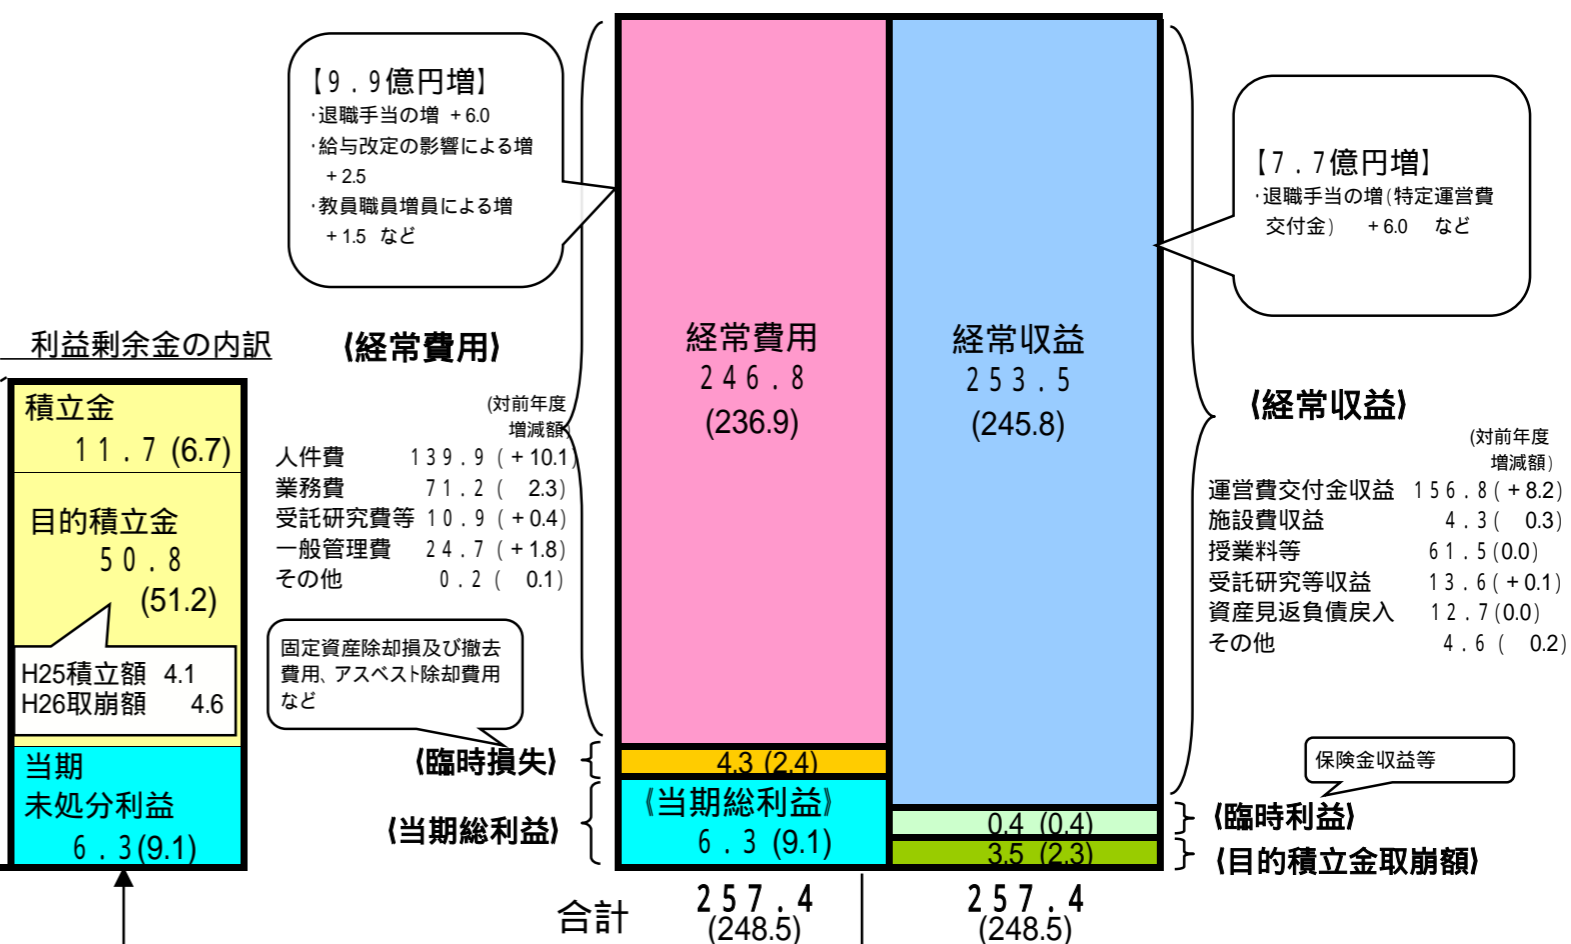 【9.9億円増】
・退職手当の増 +6.0
・給与改定の影響による増
+2.5
・教員職員増員による増
+1.5 など
【7.7億円増】
・退職手当の増(特定運営費
交付金) +6.0 など
利益剰余金の内訳
積立金
11.7 (6.7)
目的積立金
50.8
(51.2)
H25積立額 4.1
H26取崩額 4.6
当期
未処分利益
6.3(9.1)
《経常費用》
(対前年度
増減額)
人件費 139.9 (+10.1)
業務費 71.2 ( 2.3)
受託研究費等 10.9 (+0.4)
一般管理費 24.7 (+1.8)
その他 0.2 ( 0.1)
固定資産除却損及び撤去
費用、アスベスト除却費用
など
《臨時損失》
《当期総利益》
経常費用
246.8
(236.9)
4.3 (2.4)
《当期総利益》
6.3 (9.1)
経常収益
253.5
(245.8)
0.4 (0.4)
3.5 (2.3)
合計
257.4
(248.5)
257.4
(248.5)
《経常収益》
(対前年度
増減額)
運営費交付金収益 156.8(+8.2)
施設費収益 4.3( 0.3)
授業料等 61.5(0.0)
受託研究等収益 13.6(+0.1)
資産見返負債戻入 12.7(0.0)
その他 4.6 ( 0.2)
保険金収益等
《臨時利益》
《目的積立金取崩額》